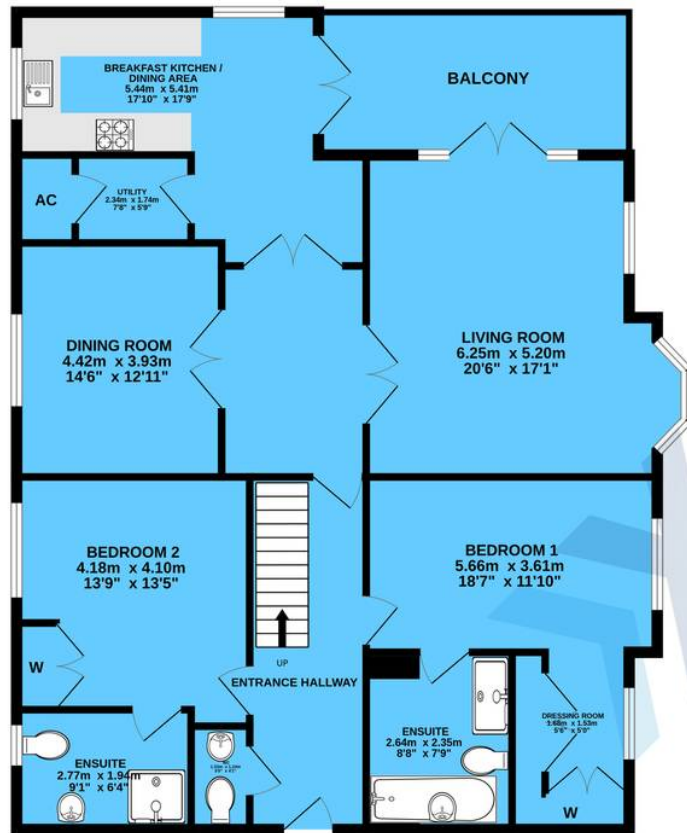 BREAKFAST KITCHEN /
DINING AREA
5.44m x 5.41m
17'10" x 17'9"
BALCONY
AC
UTILITY
2.34m x 1.74m
7'8" x 5'9"
DINING ROOM
4.42m x 3.93m
14'6" x 12'11"
LIVING ROOM
6.25m x 5.20m
20'6" x 17'1"
BEDROOM 2
4.18m x 4.10m
13'9" x 13'5"
BEDROOM 1
5.66m x 3.61m
18'7" x 11'10"
W
UP
ENTRANCE HALLWAY
DRESSING ROOM
1.68m x 1.53m
5'6" x 5'0"
ENSUITE
2.64m x 2.35m
8'8" x 7'9"
ENSUITE
2.77m x 1.94m
9'1" x 6'4"
W